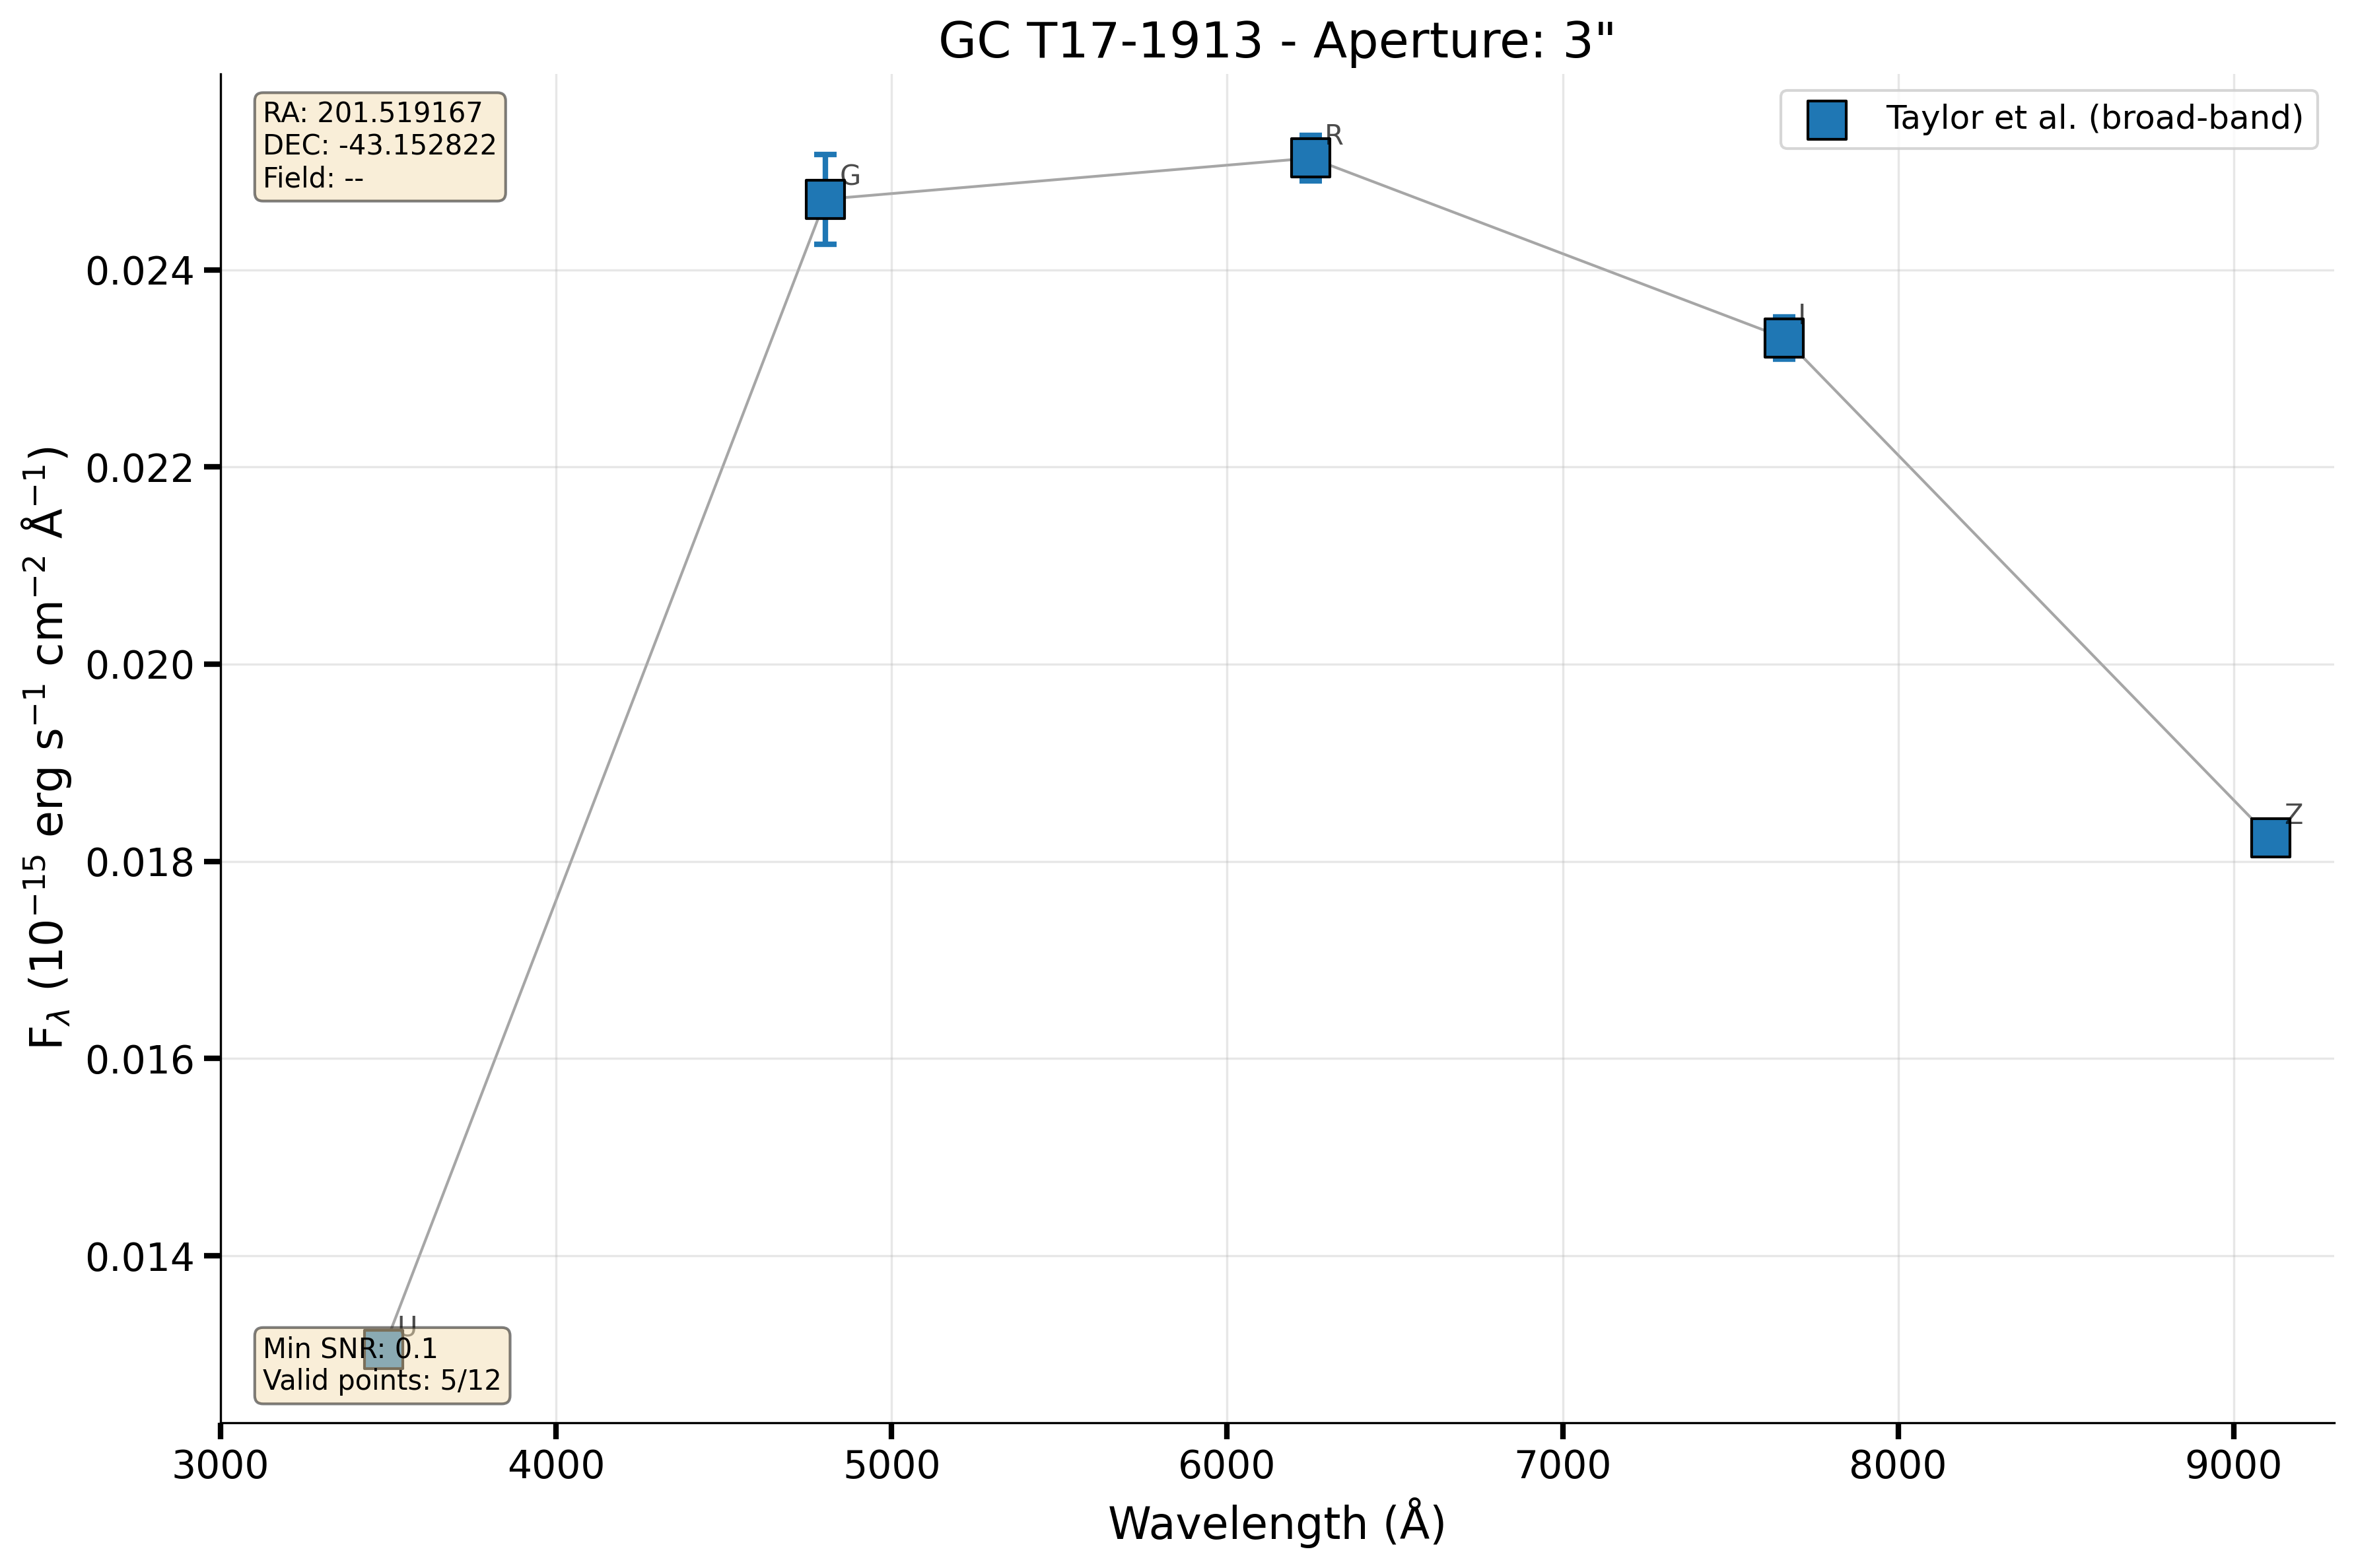 GC T17-1913 - Aperture: 3"
RA: 201.519167
DEC: -43.152822
Field: --
Taylor et al. (broad-band)
G
R
I
Z
U
Min SNR: 0.1
Valid points: 5/12
0.024
0.022
0.020
0.018
0.016
0.014
F_λ (10⁻¹⁵ erg s⁻¹ cm⁻² Å⁻¹)
3000 4000 5000 6000 7000 8000 9000
Wavelength (Å)